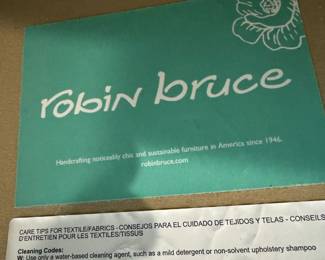 robin bruce
Handcrafting noticeably chic and sustainable furniture in America since 1946.
robinbruce.com
CARE TIPS FOR TEXTILE/FABRICS - CONSEJOS PARA EL CUIDADO DE TEJIDOS Y TELAS - CONSEILS
D'ENTRETIEN POUR LES TEXTILES/TISSUS
Cleaning Codes:
W: Use only a water-based cleaning agent, such as a mild detergent or non-solvent upholstery shampoo